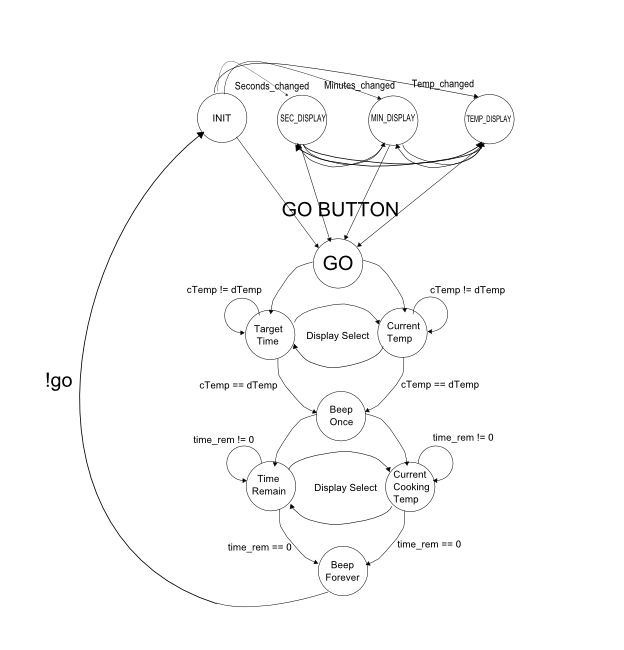 Seconds_changed
Minutes_changed
Temp_changed
INIT
SEC_DISPLAY
MIN_DISPLAY
TEMP_DISPLAY
GO BUTTON
GO
cTemp != dTemp
cTemp != dTemp
Target
Time
Display Select
Current
Temp
!go
cTemp == dTemp
cTemp == dTemp
Beep
Once
time_rem != 0
time_rem != 0
Time
Remain
Display Select
Current
Cooking
Temp
time_rem == 0
time_rem == 0
Beep
Forever